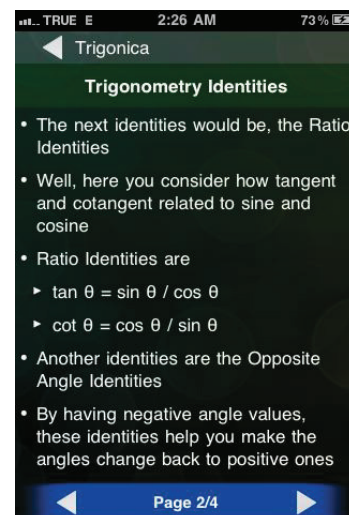 TRUE E 2:26 AM 73%
Trigonica
Trigonometry Identities
• The next identities would be, the Ratio
Identities
• Well, here you consider how tangent
and cotangent related to sine and
cosine
• Ratio Identities are
‣ tan θ = sin θ / cos θ
‣ cot θ = cos θ / sin θ
• Another identities are the Opposite
Angle Identities
• By having negative angle values,
these identities help you make the
angles change back to positive ones
Page 2/4